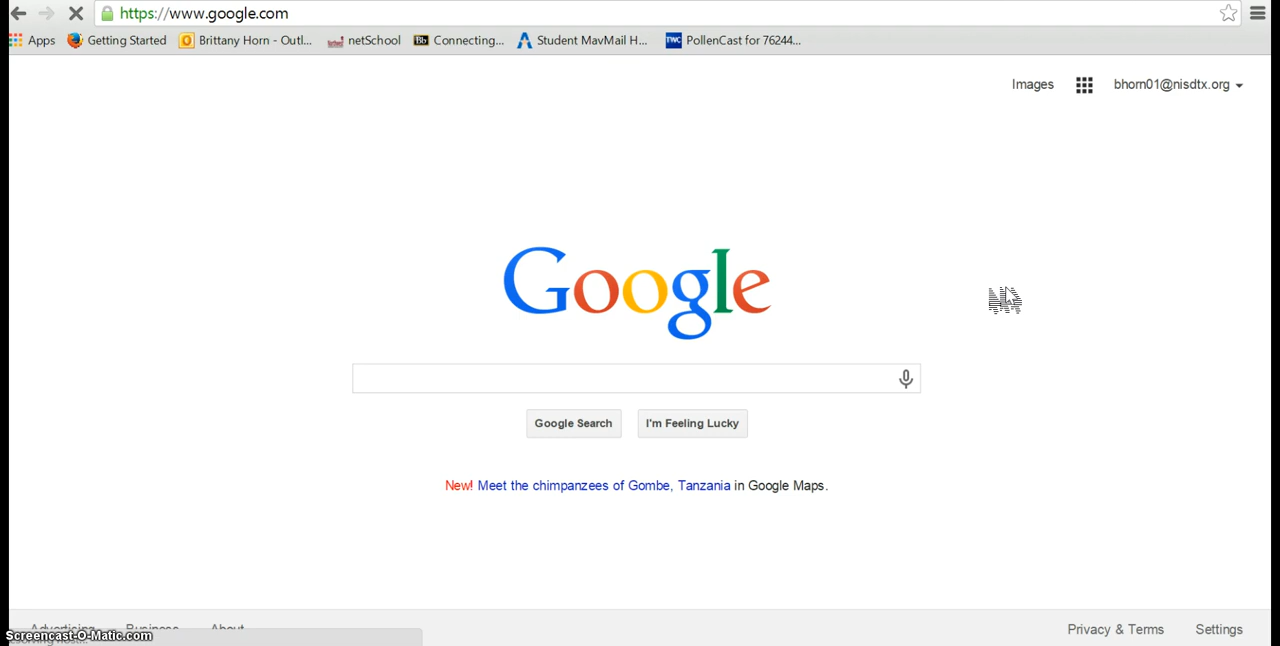 https://www.google.com
Apps Getting Started Brittany Horn - Outl... netSchool Bb Connecting... Student MavMail H... TWC PollenCast for 76244...
Images bhorn01@nisdtx.org
Google
Google Search I'm Feeling Lucky
New! Meet the chimpanzees of Gombe, Tanzania in Google Maps.
Advertising Business About Privacy & Terms Settings
Screencast-O-Matic.com